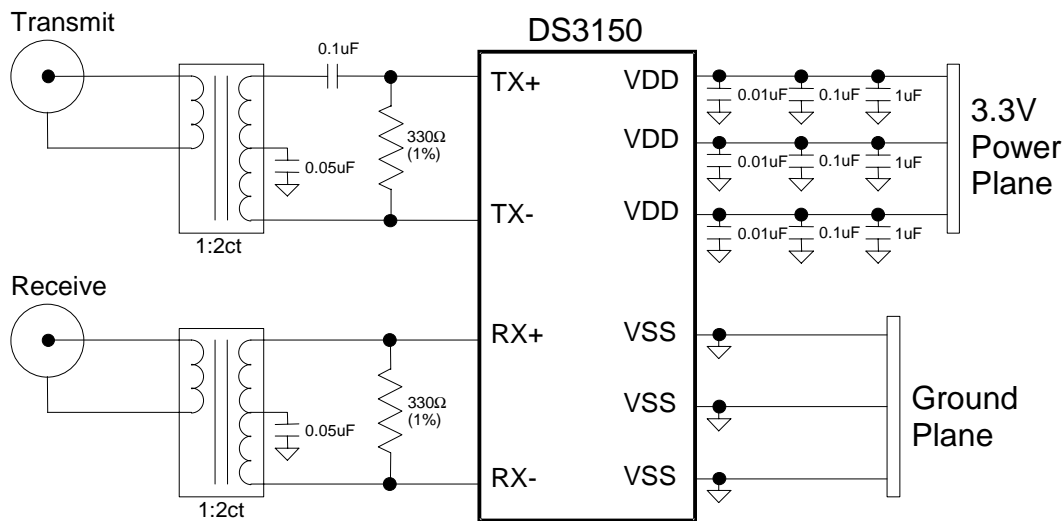 Transmit
DS3150
0.1uF
TX+
VDD
0.01uF
0.1uF
1uF
3.3V
Power
Plane
330Ω
(1%)
VDD
0.01uF
0.1uF
1uF
0.05uF
TX-
VDD
0.01uF
0.1uF
1uF
1:2ct
Receive
RX+
VSS
330Ω
(1%)
VSS
Ground
Plane
0.05uF
RX-
VSS
1:2ct